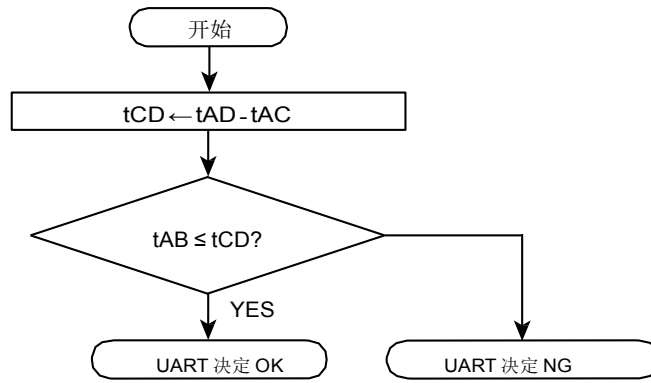 开始
tCD ← tAD - tAC
tAB ≤ tCD?
YES
UART 决定 OK
UART 决定 NG